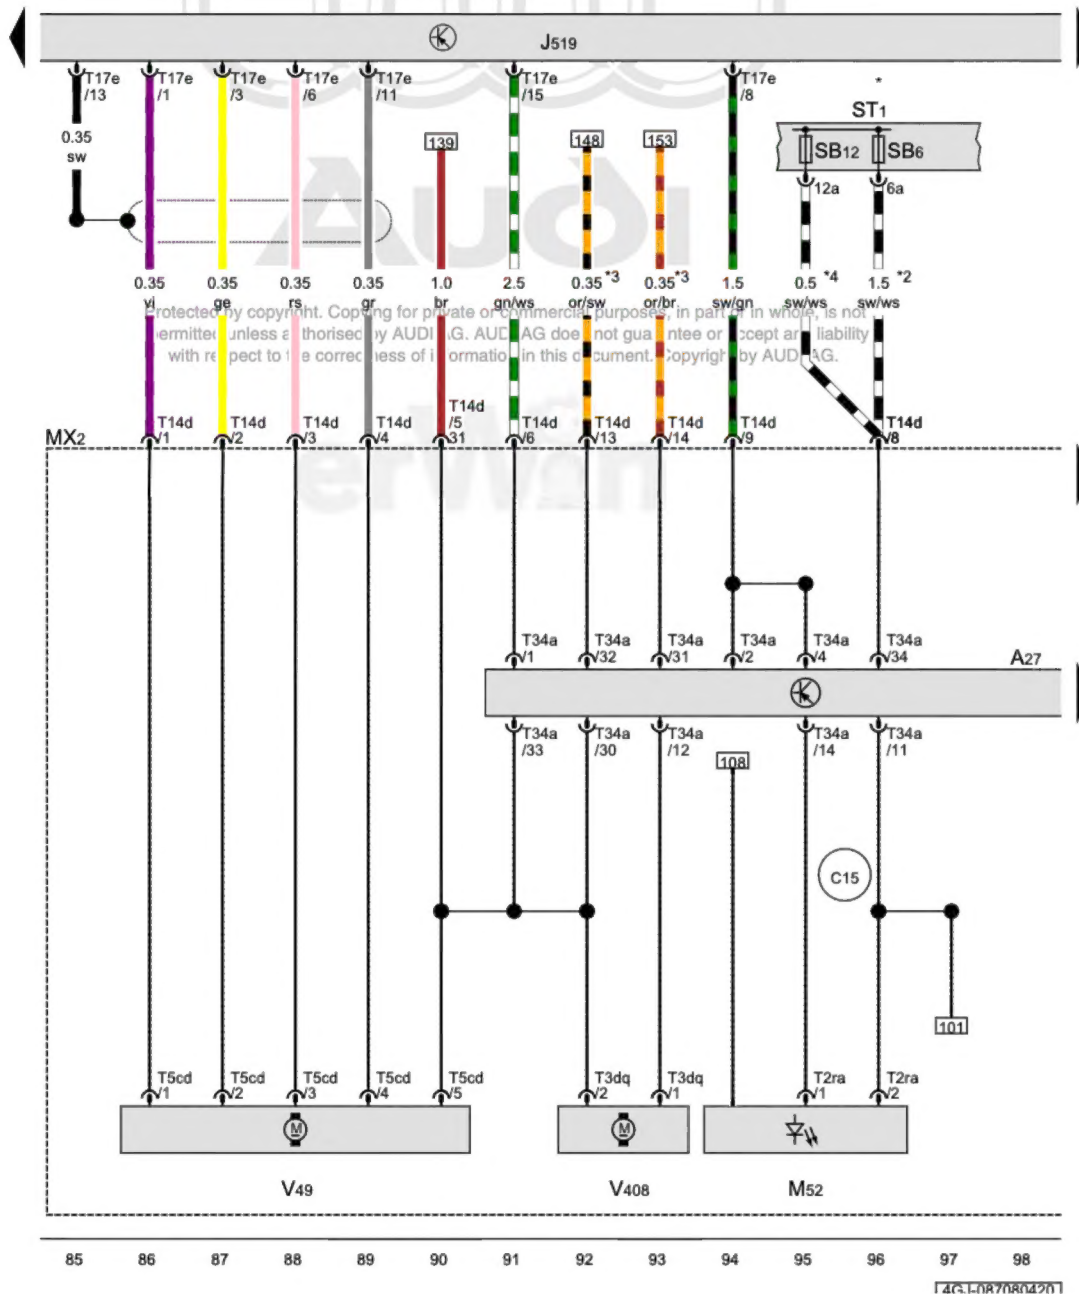 J519
T17e /13
T17e /1
T17e /3
T17e /6
T17e /11
T17e /15
T17e /8
*
ST1
SB12
SB6
12a
6a
0.35 sw
139
148
153
Audi
0.35 vi
0.35 ge
0.35 rs
0.35 gr
1.0 br
2.5 gn/ws
0.35 *3 or/sw
0.35 *3 or/br
1.5 sw/gn
0.5 *4 sw/ws
1.5 *2 sw/ws
Protected by copyright. Copying for private or commercial purposes, in part or in whole, is not
permitted unless authorised by AUDI AG. AUDI AG does not guarantee or accept any liability
with respect to the correctness of information in this document. Copyright by AUDI AG.
MX2
T14d /1
T14d /2
T14d /3
T14d /4
T14d /5 31
T14d /6
T14d /13
T14d /14
T14d /9
T14d /8
erWin
T34a /1
T34a /32
T34a /31
T34a /2
T34a /4
T34a /34
A27
T34a /33
T34a /30
T34a /12
T34a /14
T34a /11
108
C15
101
T5cd /1
T5cd /2
T5cd /3
T5cd /4
T5cd /5
T3dq /2
T3dq /1
T2ra /1
T2ra /2
M
M
V49
V408
M52
85 86 87 88 89 90 91 92 93 94 95 96 97 98
4GJ-087080420